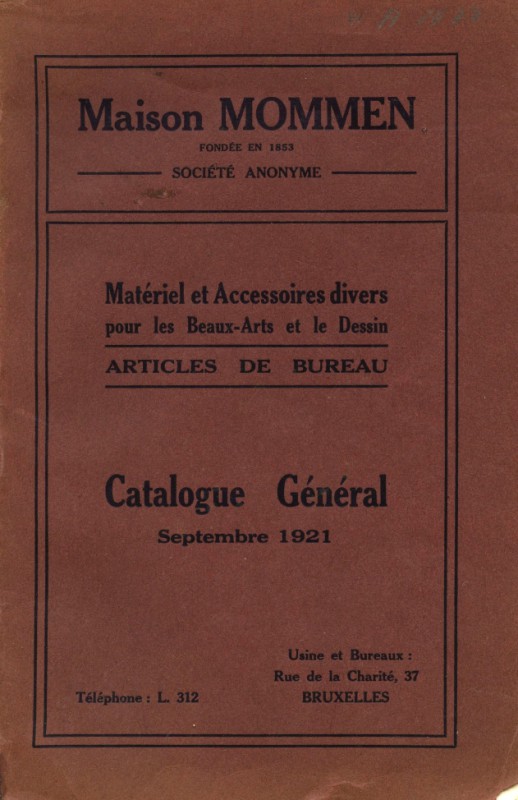 Maison MOMMEN
FONDÉE EN 1853
SOCIÉTÉ ANONYME
Matériel et Accessoires divers
pour les Beaux-Arts et le Dessin
ARTICLES DE BUREAU
Catalogue Général
Septembre 1921
Usine et Bureaux :
Rue de la Charité, 37
Téléphone : L. 312 BRUXELLES